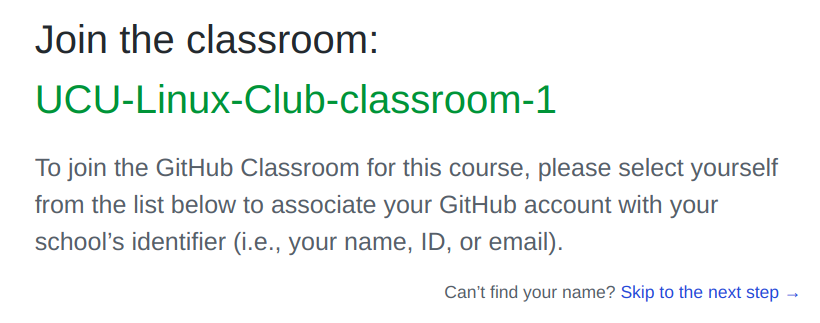 Join the classroom:
UCU-Linux-Club-classroom-1
To join the GitHub Classroom for this course, please select yourself
from the list below to associate your GitHub account with your
school’s identifier (i.e., your name, ID, or email).
Can’t find your name? Skip to the next step →